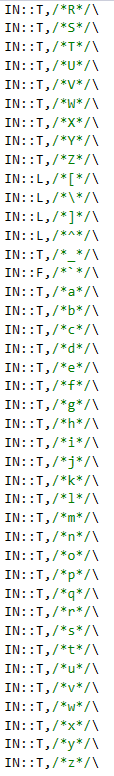 IN::T,/*R*/\
IN::T,/*S*/\
IN::T,/*T*/\
IN::T,/*U*/\
IN::T,/*V*/\
IN::T,/*W*/\
IN::T,/*X*/\
IN::T,/*Y*/\
IN::T,/*Z*/\
IN::L,/*[*/\
IN::L,/*\*/\
IN::L,/*]*/\
IN::L,/*^*/\
IN::T,/*_*/\
IN::F,/*`*/\
IN::T,/*a*/\
IN::T,/*b*/\
IN::T,/*c*/\
IN::T,/*d*/\
IN::T,/*e*/\
IN::T,/*f*/\
IN::T,/*g*/\
IN::T,/*h*/\
IN::T,/*i*/\
IN::T,/*j*/\
IN::T,/*k*/\
IN::T,/*l*/\
IN::T,/*m*/\
IN::T,/*n*/\
IN::T,/*o*/\
IN::T,/*p*/\
IN::T,/*q*/\
IN::T,/*r*/\
IN::T,/*s*/\
IN::T,/*t*/\
IN::T,/*u*/\
IN::T,/*v*/\
IN::T,/*w*/\
IN::T,/*x*/\
IN::T,/*y*/\
IN::T,/*z*/\